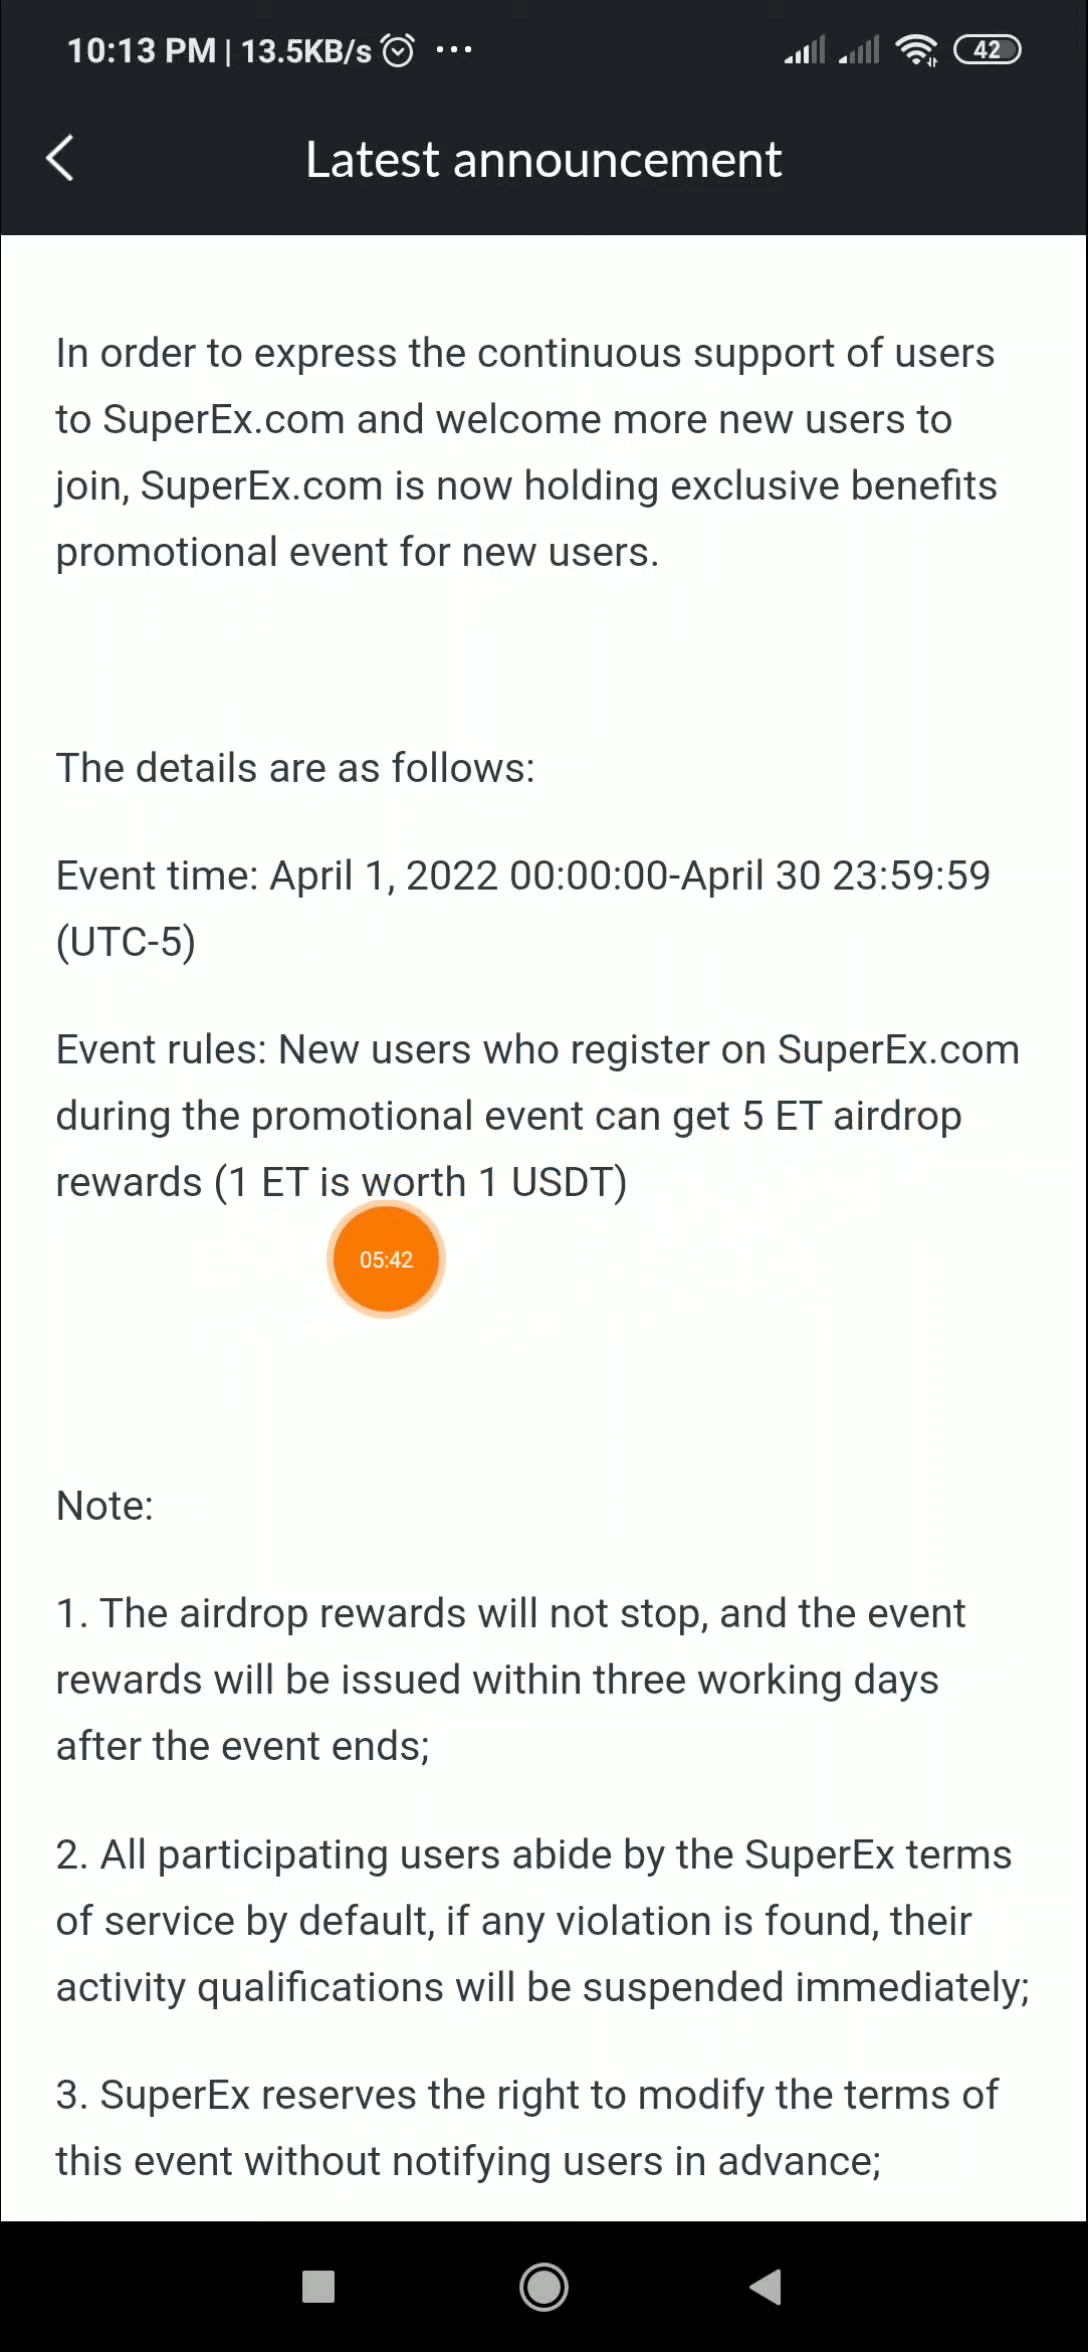 10:13 PM | 13.5KB/s ...
42
Latest announcement
In order to express the continuous support of users
to SuperEx.com and welcome more new users to
join, SuperEx.com is now holding exclusive benefits
promotional event for new users.
The details are as follows:
Event time: April 1, 2022 00:00:00-April 30 23:59:59
(UTC-5)
Event rules: New users who register on SuperEx.com
during the promotional event can get 5 ET airdrop
rewards (1 ET is worth 1 USDT)
05:42
Note:
1. The airdrop rewards will not stop, and the event
rewards will be issued within three working days
after the event ends;
2. All participating users abide by the SuperEx terms
of service by default, if any violation is found, their
activity qualifications will be suspended immediately;
3. SuperEx reserves the right to modify the terms of
this event without notifying users in advance;